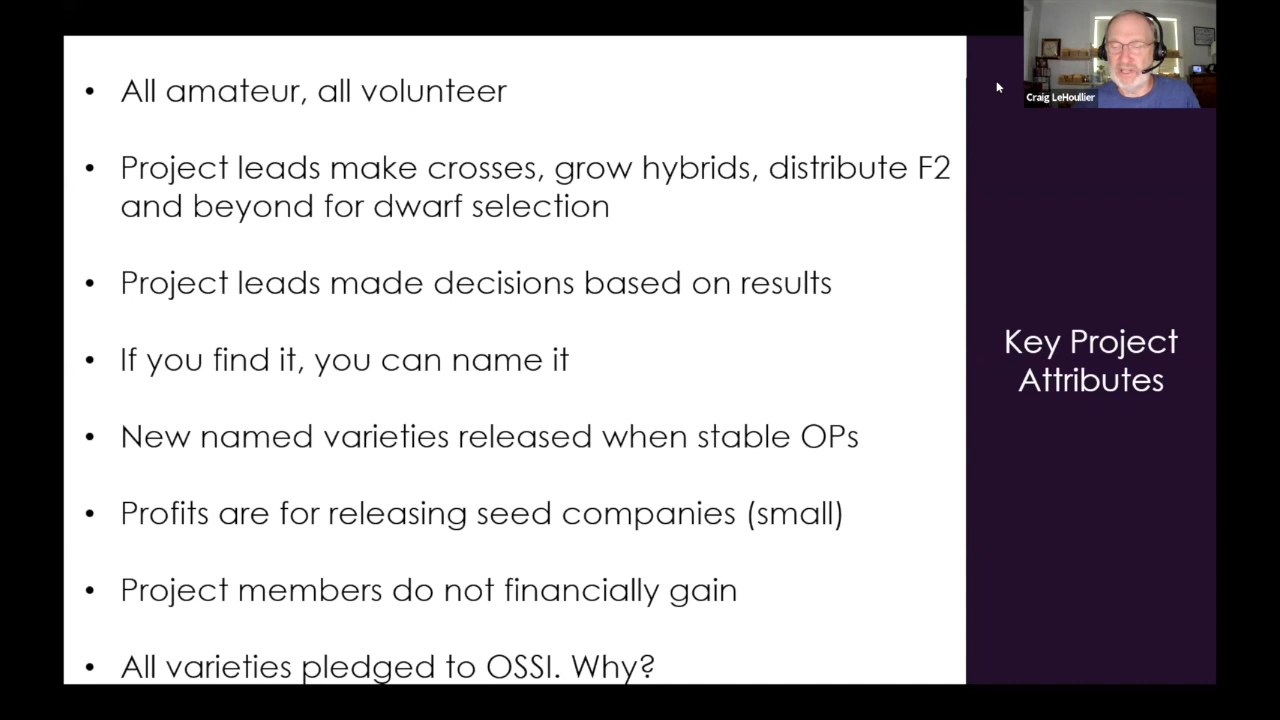 • All amateur, all volunteer
• Project leads make crosses, grow hybrids, distribute F2
and beyond for dwarf selection
• Project leads made decisions based on results
• If you find it, you can name it
• New named varieties released when stable OPs
• Profits are for releasing seed companies (small)
• Project members do not financially gain
• All varieties pledged to OSSI. Why?
Craig LeHoullier
Key Project
Attributes